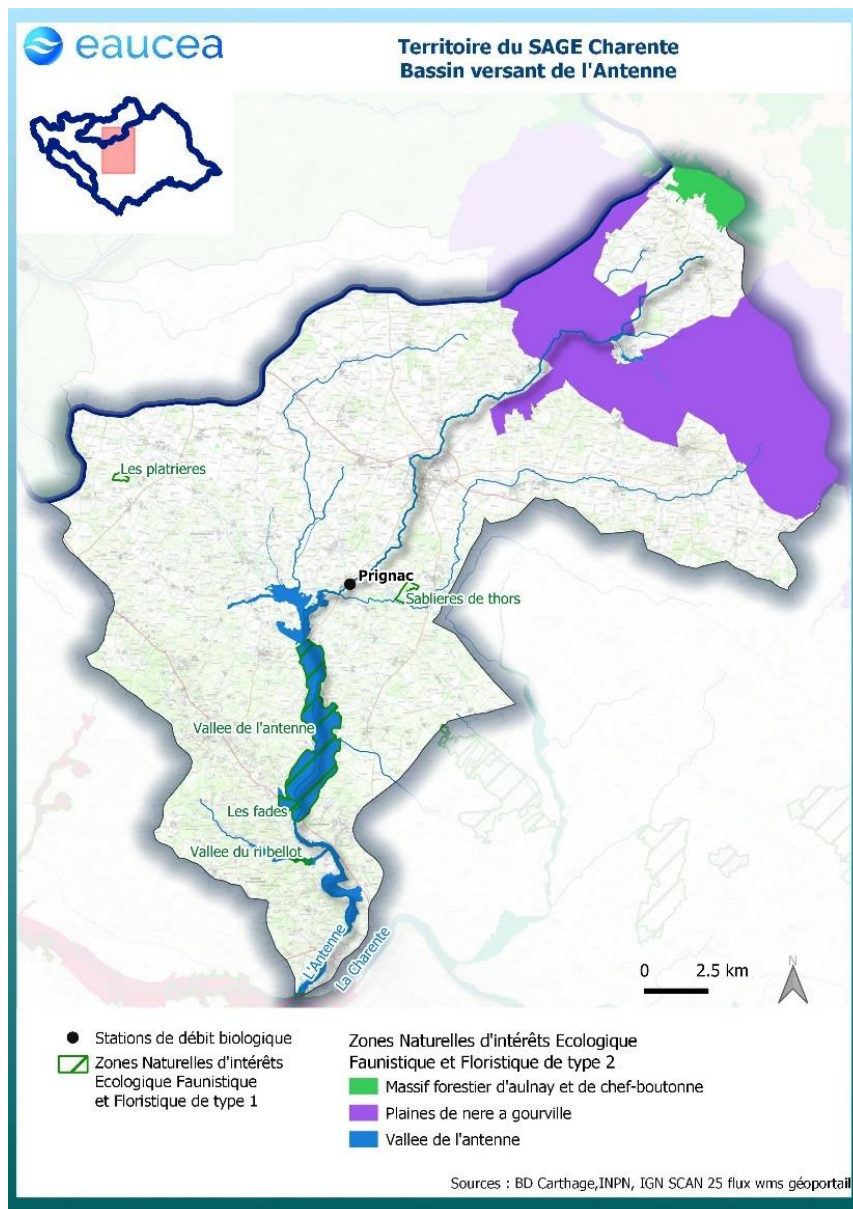 eaucea
Territoire du SAGE Charente
Bassin versant de l'Antenne
Les platrieres
Prignac
Sablieres de thors
Vallee de l'antenne
Les fades
Vallee du ri bellot
L'Antenne
La Charente
0 2.5 km
N
Stations de débit biologique
Zones Naturelles d'intérêts
Ecologique Faunistique
et Floristique de type 1
Zones Naturelles d'intérêts Ecologique
Faunistique et Floristique de type 2
Massif forestier d'aulnay et de chef-boutonne
Plaines de nere a gourville
Vallee de l'antenne
Sources : BD Carthage,INPN, IGN SCAN 25 flux wms géoportail